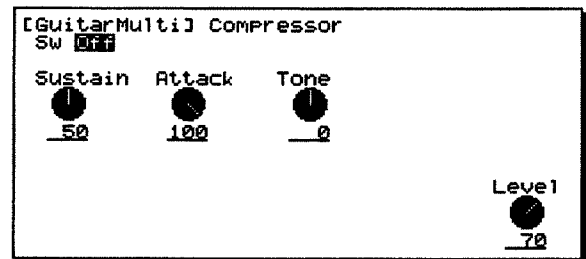 [GuitarMulti] Compressor
Sw Off
Sustain Attack Tone
50 100 0
Level
70